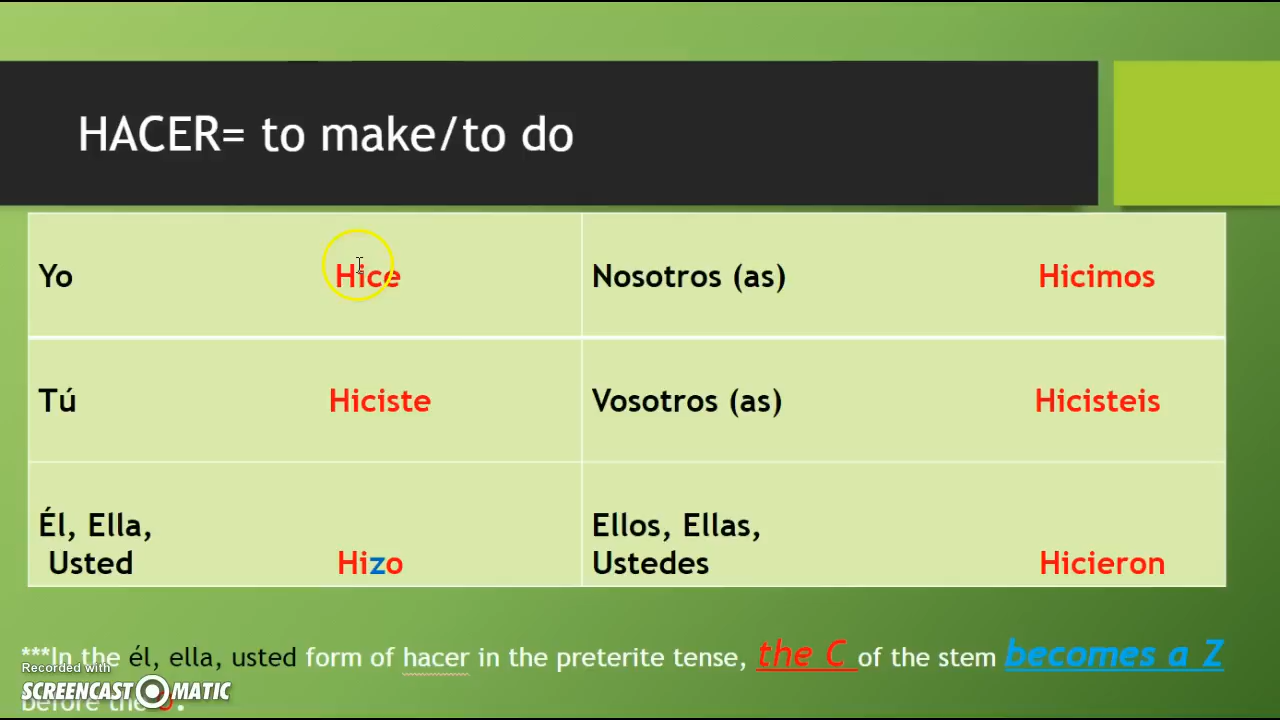 HACER= to make/to do
Yo Hice
Nosotros (as) Hicimos
Tú Hiciste
Vosotros (as) Hicisteis
Él, Ella,
Usted Hizo
Ellos, Ellas,
Ustedes Hicieron
***In the él, ella, usted form of hacer in the preterite tense, the C of the stem becomes a Z
before the O.
Recorded with
SCREENCAST MATIC